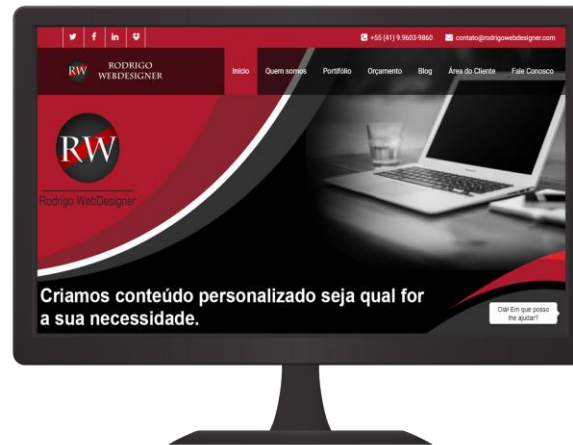 +55 (41) 9.9603-9860 contato@rodrigowebdesigner.com
RW
RODRIGO
WEBDESIGNER
Início Quem somos Portifólio Orçamento Blog Área do Cliente Fale Conosco
RW
Rodrigo WebDesigner
Criamos conteúdo personalizado seja qual for
a sua necessidade.
Olá! Em que posso
lhe ajudar?